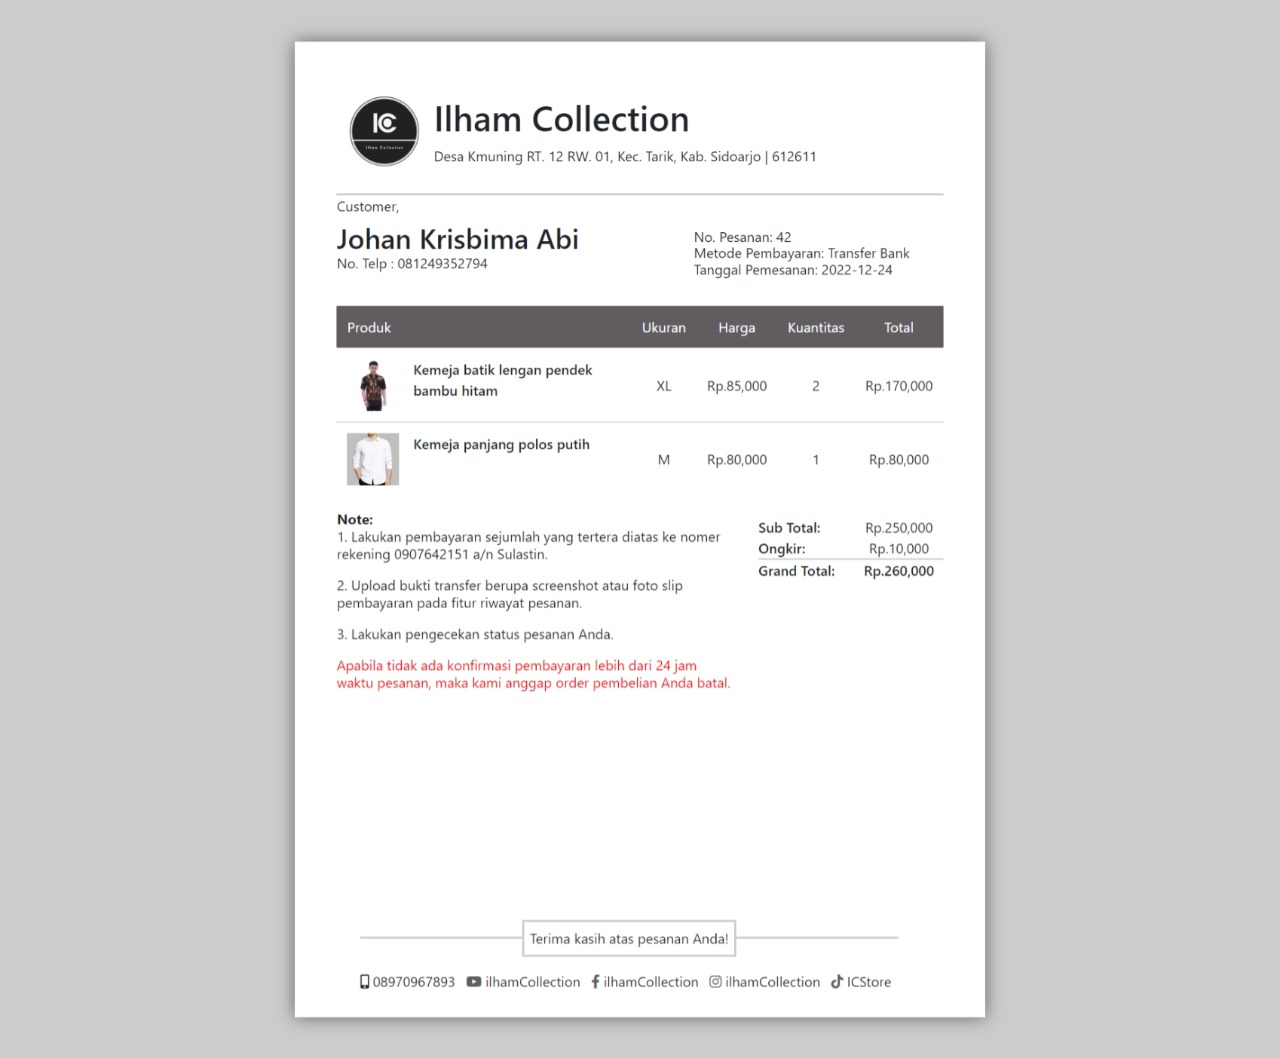 IC
Ilham Collection
Ilham Collection
Desa Kmuning RT. 12 RW. 01, Kec. Tarik, Kab. Sidoarjo | 612611
Customer,
Johan Krisbima Abi
No. Telp : 081249352794
No. Pesanan: 42
Metode Pembayaran: Transfer Bank
Tanggal Pemesanan: 2022-12-24
Produk Ukuran Harga Kuantitas Total
Kemeja batik lengan pendek
bambu hitam
XL Rp.85,000 2 Rp.170,000
Kemeja panjang polos putih
M Rp.80,000 1 Rp.80,000
Note:
1. Lakukan pembayaran sejumlah yang tertera diatas ke nomer
rekening 0907642151 a/n Sulastin.
2. Upload bukti transfer berupa screenshot atau foto slip
pembayaran pada fitur riwayat pesanan.
3. Lakukan pengecekan status pesanan Anda.
Apabila tidak ada konfirmasi pembayaran lebih dari 24 jam
waktu pesanan, maka kami anggap order pembelian Anda batal.
Sub Total: Rp.250,000
Ongkir: Rp.10,000
Grand Total: Rp.260,000
Terima kasih atas pesanan Anda!
08970967893 ilhamCollection ilhamCollection ilhamCollection ICStore